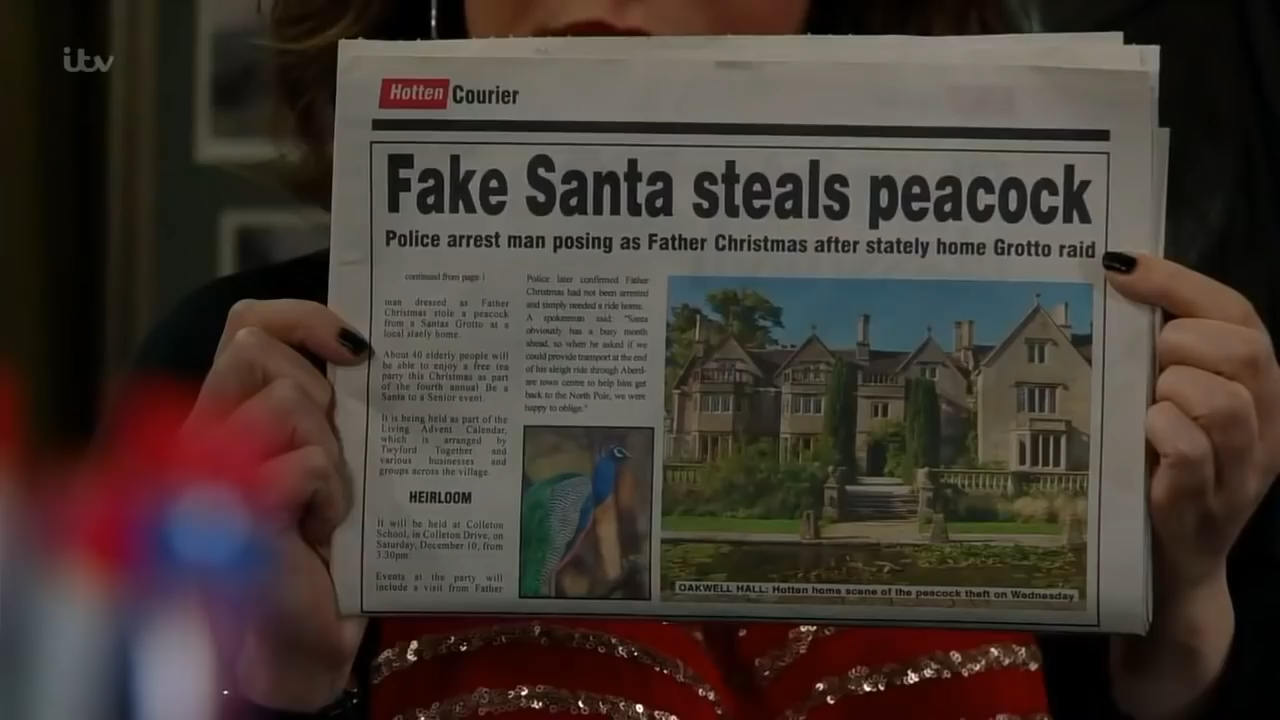 itv
Hotten Courier
Fake Santa steals peacock
Police arrest man posing as Father Christmas after stately home Grotto raid
continued from page 1
man dressed as Father
Christmas stole a peacock
from a Santas Grotto at a
local staely home.
About 40 elderly people will
be able to enjoy a free tea
party this Christmas as part
of the fourth annual Be a
Santa to a Senior event.
It is being held as part of the
Living Advent Calendar,
which is arranged by
Twyford Together and
various businesses and
groups across the village.
HEIRLOOM
It will be held at Colleton
School, in Colleton Drive, on
Saturday, December 10, from
3.30pm.
Events at the party will
include a visit from Father
Police later confirmed Father
Christmas had not been arrested
and simply needed a ride home.
A spokesman said: "Santa
obviously has a busy month
ahead, so when he asked if we
could provide transport at the end
of his sleigh ride through Aberd-
are town centre to help him get
back to the North Pole, we were
happy to oblige."
OAKWELL HALL: Hotten home scene of the peacock theft on Wednesday